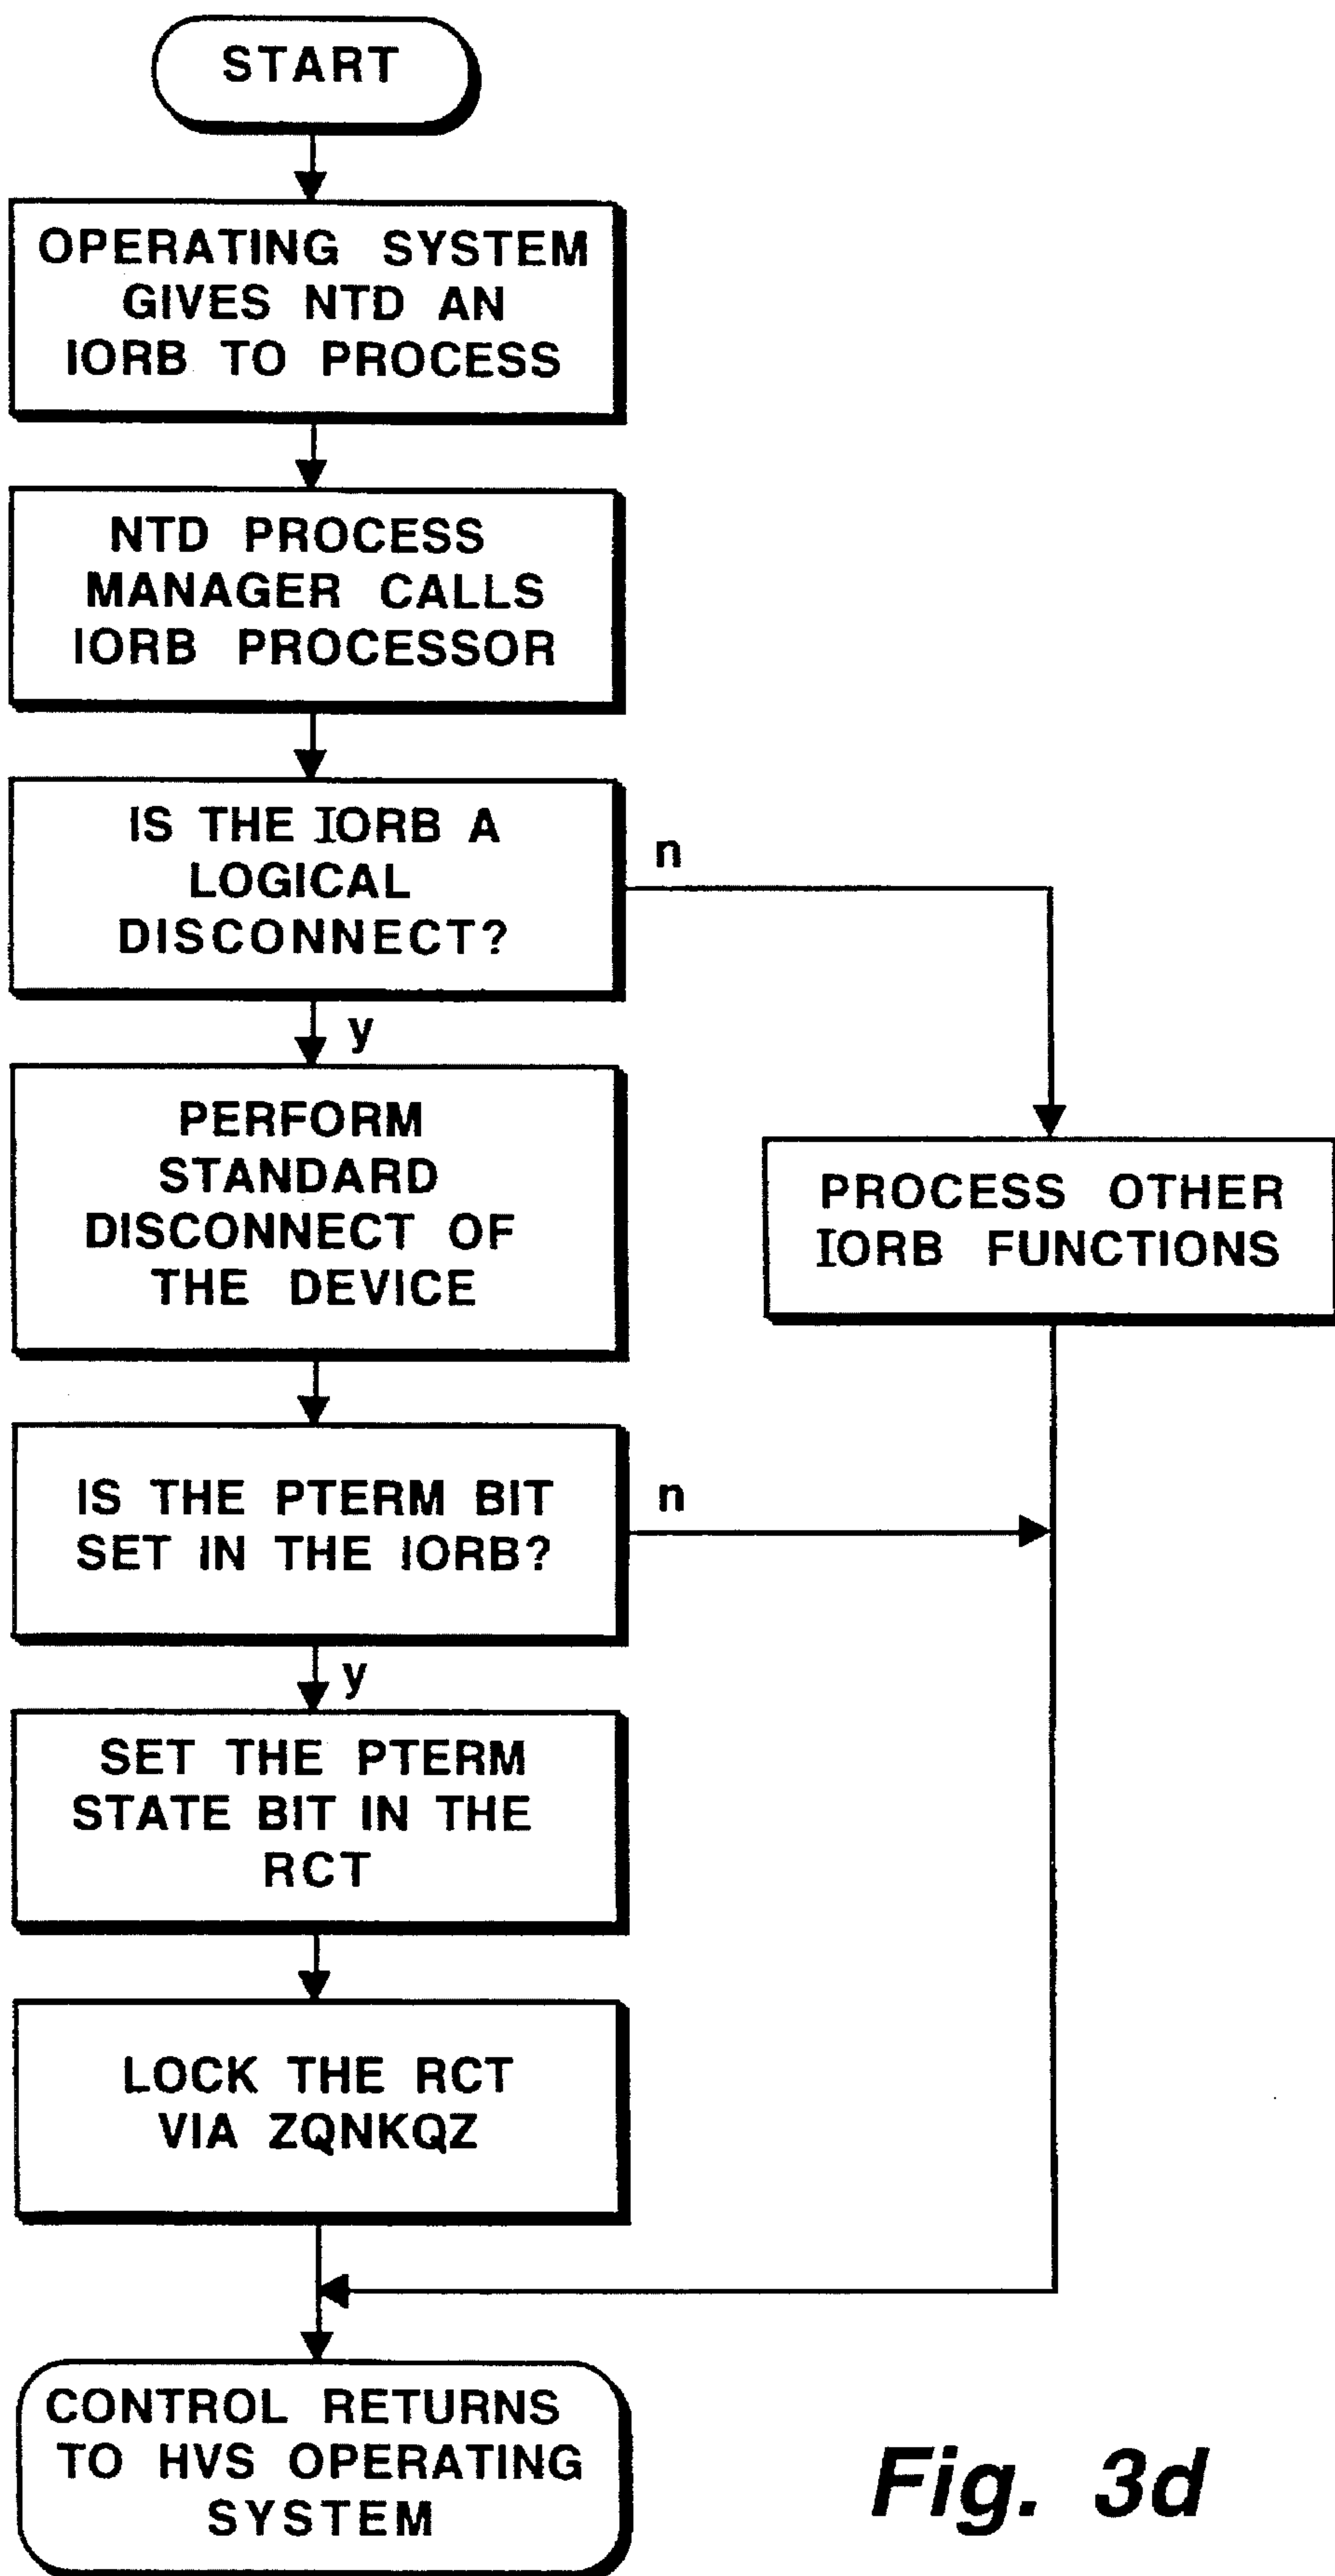 START
OPERATING SYSTEM
GIVES NTD AN
IORB TO PROCESS
NTD PROCESS
MANAGER CALLS
IORB PROCESSOR
IS THE IORB A
LOGICAL
DISCONNECT?
n
y
PERFORM
STANDARD
DISCONNECT OF
THE DEVICE
PROCESS OTHER
IORB FUNCTIONS
IS THE PTERM BIT
SET IN THE IORB?
n
y
SET THE PTERM
STATE BIT IN THE
RCT
LOCK THE RCT
VIA ZQNKQZ
CONTROL RETURNS
TO HVS OPERATING
SYSTEM
Fig. 3d